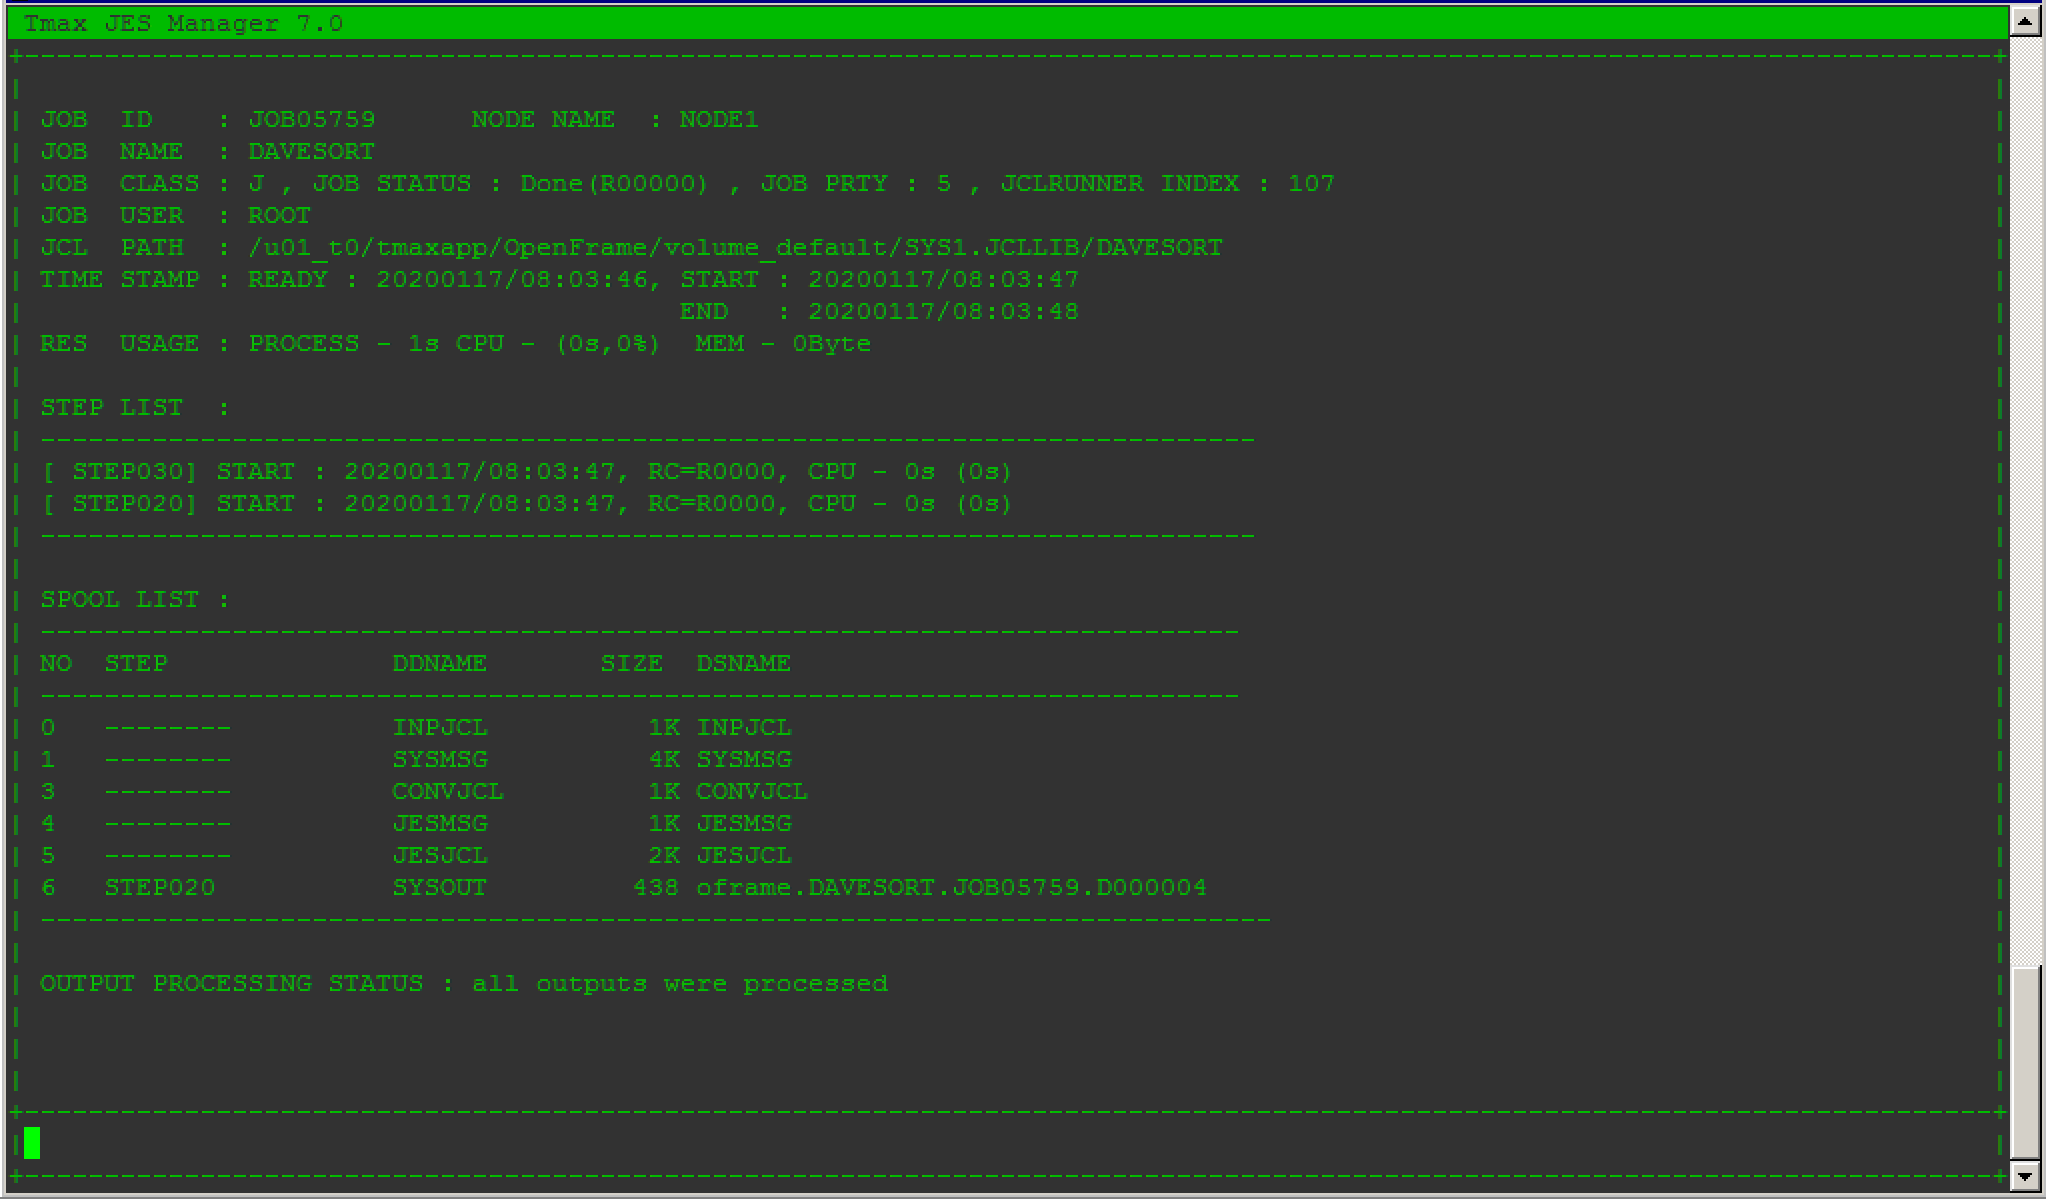 Tmax JES Manager 7.0
JOB  ID    : JOB05759      NODE NAME  : NODE1
JOB  NAME  : DAVESORT
JOB  CLASS : J , JOB STATUS : Done(R00000) , JOB PRTY : 5 , JCLRUNNER INDEX : 107
JOB  USER  : ROOT
JCL  PATH  : /u01_t0/tmaxapp/OpenFrame/volume_default/SYS1.JCLLIB/DAVESORT
TIME STAMP : READY : 20200117/08:03:46, START : 20200117/08:03:47
END   : 20200117/08:03:48
RES  USAGE : PROCESS - 1s CPU - (0s,0%)  MEM - 0Byte
STEP LIST  :
----------------------------------------------------------------------------
[ STEP030] START : 20200117/08:03:47, RC=R0000, CPU - 0s (0s)
[ STEP020] START : 20200117/08:03:47, RC=R0000, CPU - 0s (0s)
----------------------------------------------------------------------------
SPOOL LIST :
---------------------------------------------------------------------------
NO  STEP              DDNAME       SIZE  DSNAME
---------------------------------------------------------------------------
0   --------          INPJCL          1K INPJCL
1   --------          SYSMSG          4K SYSMSG
3   --------          CONVJCL         1K CONVJCL
4   --------          JESMSG          1K JESMSG
5   --------          JESJCL          2K JESJCL
6   STEP020           SYSOUT         438 oframe.DAVESORT.JOB05759.D000004
-----------------------------------------------------------------------------
OUTPUT PROCESSING STATUS : all outputs were processed